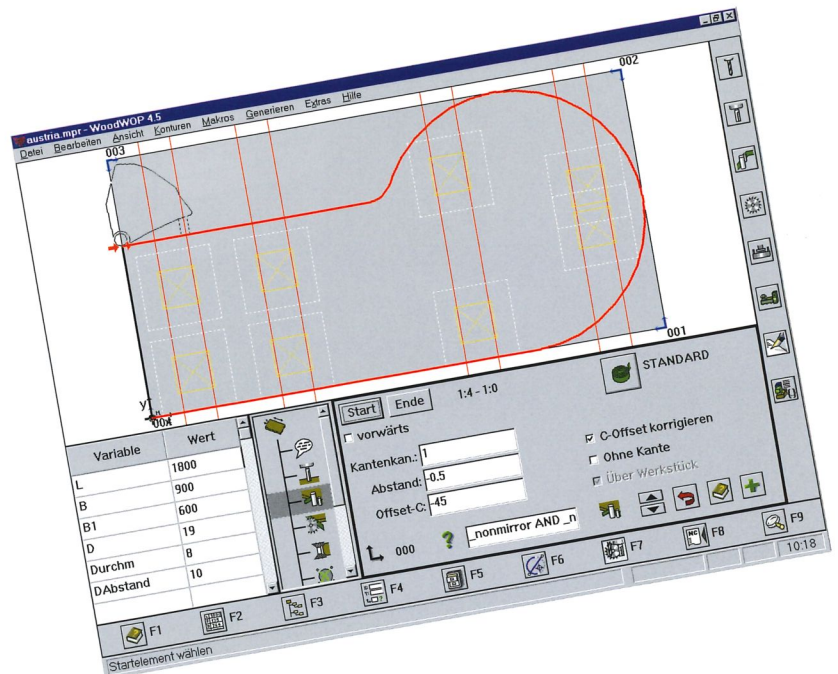 austria.mpr - WoodWOP 4.5
Datei Bearbeiten Ansicht Konturen Makros Generieren Extras Hilfe
003
002
001
00X
Y
Variable Wert
L 1800
B 900
B1 600
D 19
Durchm 8
DAbstand 10
Start Ende 1:4 - 1:0
STANDARD
vorwärts
Kantenkan.: 1
Abstand: -0.5
Offset-C: -45
C-Offset korrigieren
Ohne Kante
Über Werkstück
000 ? _nonmirror AND _n
F1 F2 F3 F4 F5 F6 F7 F8 F9
Startelement wählen
10:18